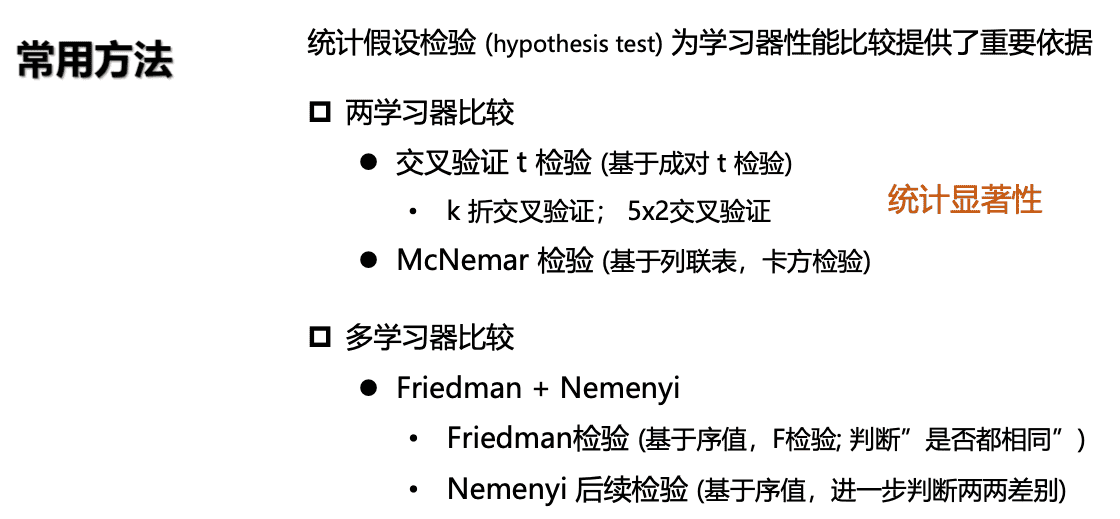 常用方法
统计假设检验 (hypothesis test) 为学习器性能比较提供了重要依据
两学习器比较
交叉验证 t 检验 (基于成对 t 检验)
k 折交叉验证； 5x2交叉验证
统计显著性
McNemar 检验 (基于列联表，卡方检验)
多学习器比较
Friedman + Nemenyi
Friedman检验 (基于序值，F检验; 判断”是否都相同”)
Nemenyi 后续检验 (基于序值，进一步判断两两差别)